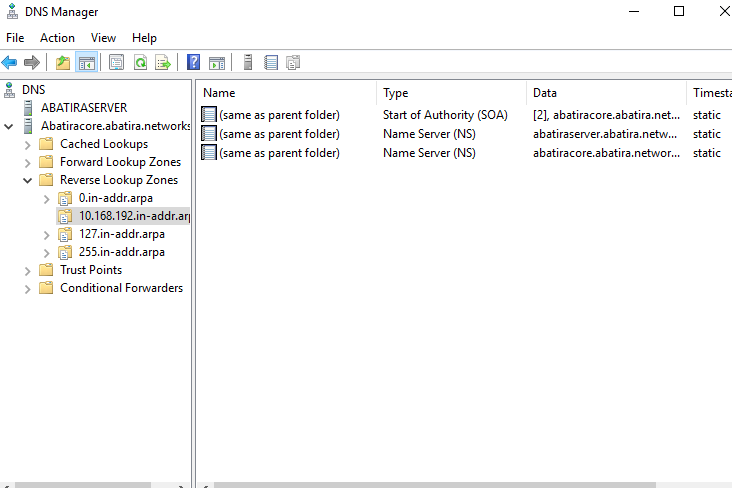 DNS Manager
File Action View Help
DNS
ABATIRASERVER
Abatiracore.abatira.networks
Cached Lookups
Forward Lookup Zones
Reverse Lookup Zones
0.in-addr.arpa
10.168.192.in-addr.arp
127.in-addr.arpa
255.in-addr.arpa
Trust Points
Conditional Forwarders
Name Type Data Timesta
(same as parent folder) Start of Authority (SOA) [2], abatiracore.abatira.net... static
(same as parent folder) Name Server (NS) abatiraserver.abatira.netw... static
(same as parent folder) Name Server (NS) abatiracore.abatira.networ... static